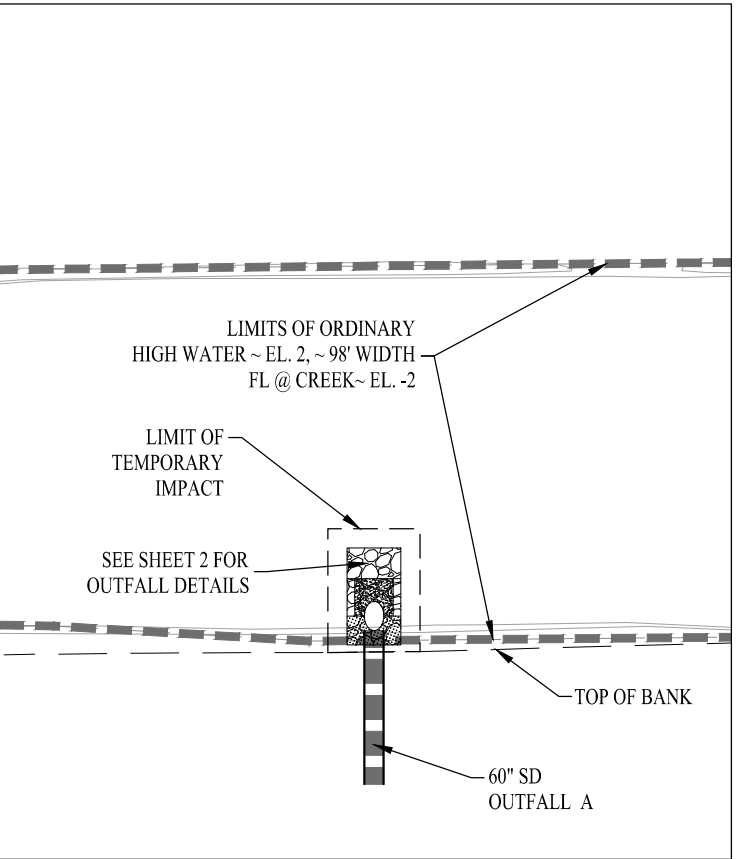 LIMITS OF ORDINARY
HIGH WATER ~ EL. 2, ~ 98' WIDTH
FL @ CREEK~ EL. -2
LIMIT OF
TEMPORARY
IMPACT
SEE SHEET 2 FOR
OUTFALL DETAILS
TOP OF BANK
60" SD
OUTFALL A